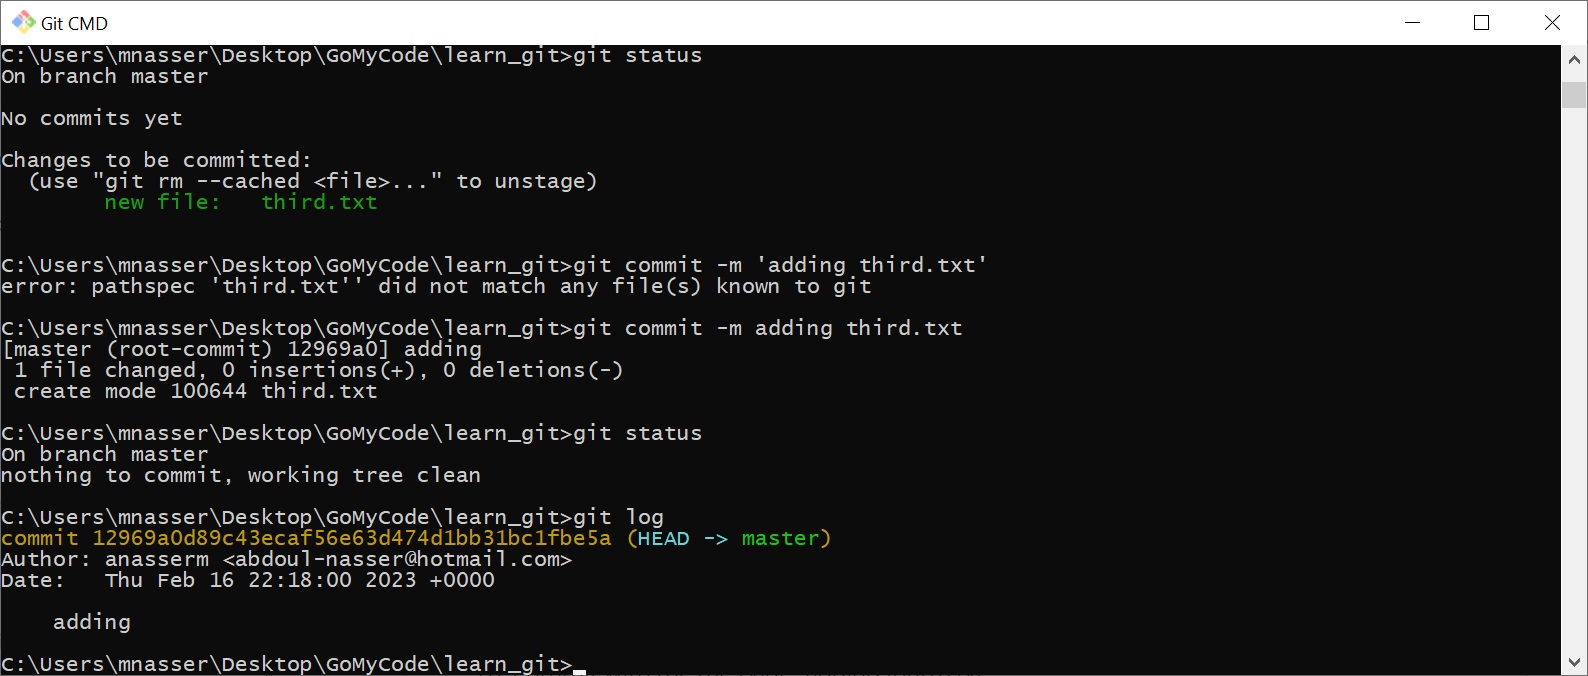 Git CMD
C:\Users\mnasser\Desktop\GoMyCode\learn_git>git status
On branch master
No commits yet
Changes to be committed:
  (use "git rm --cached <file>..." to unstage)
        new file:   third.txt
C:\Users\mnasser\Desktop\GoMyCode\learn_git>git commit -m 'adding third.txt'
error: pathspec 'third.txt'' did not match any file(s) known to git
C:\Users\mnasser\Desktop\GoMyCode\learn_git>git commit -m adding third.txt
[master (root-commit) 12969a0] adding
 1 file changed, 0 insertions(+), 0 deletions(-)
 create mode 100644 third.txt
C:\Users\mnasser\Desktop\GoMyCode\learn_git>git status
On branch master
nothing to commit, working tree clean
C:\Users\mnasser\Desktop\GoMyCode\learn_git>git log
commit 12969a0d89c43ecaf56e63d474d1bb31bc1fbe5a (HEAD -> master)
Author: anasserm <abdoul-nasser@hotmail.com>
Date:   Thu Feb 16 22:18:00 2023 +0000
    adding
C:\Users\mnasser\Desktop\GoMyCode\learn_git>